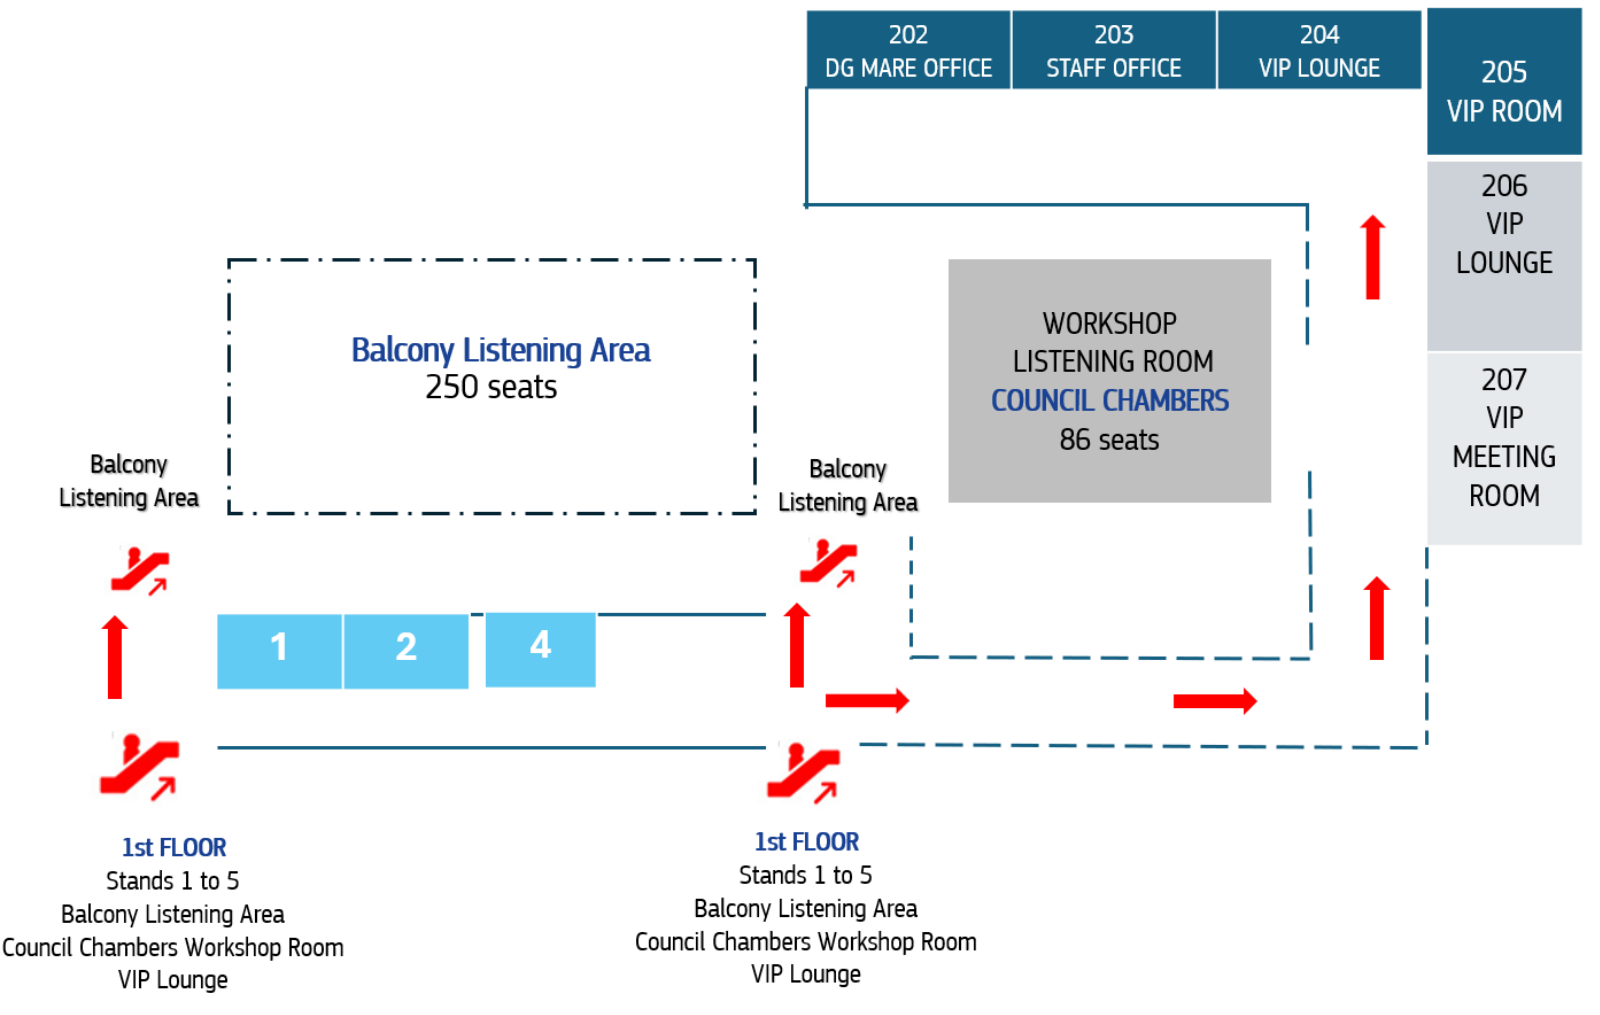 202
DG MARE OFFICE
203
STAFF OFFICE
204
VIP LOUNGE
205
VIP ROOM
206
VIP
LOUNGE
207
VIP
MEETING
ROOM
Balcony Listening Area
250 seats
WORKSHOP
LISTENING ROOM
COUNCIL CHAMBERS
86 seats
Balcony
Listening Area
Balcony
Listening Area
1
2
4
1st FLOOR
Stands 1 to 5
Balcony Listening Area
Council Chambers Workshop Room
VIP Lounge
1st FLOOR
Stands 1 to 5
Balcony Listening Area
Council Chambers Workshop Room
VIP Lounge